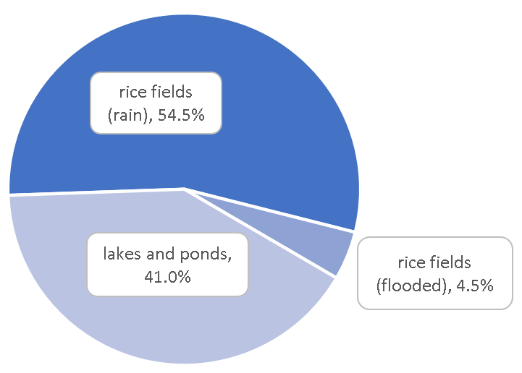 rice fields
(rain), 54.5%
lakes and ponds,
41.0%
rice fields
(flooded), 4.5%